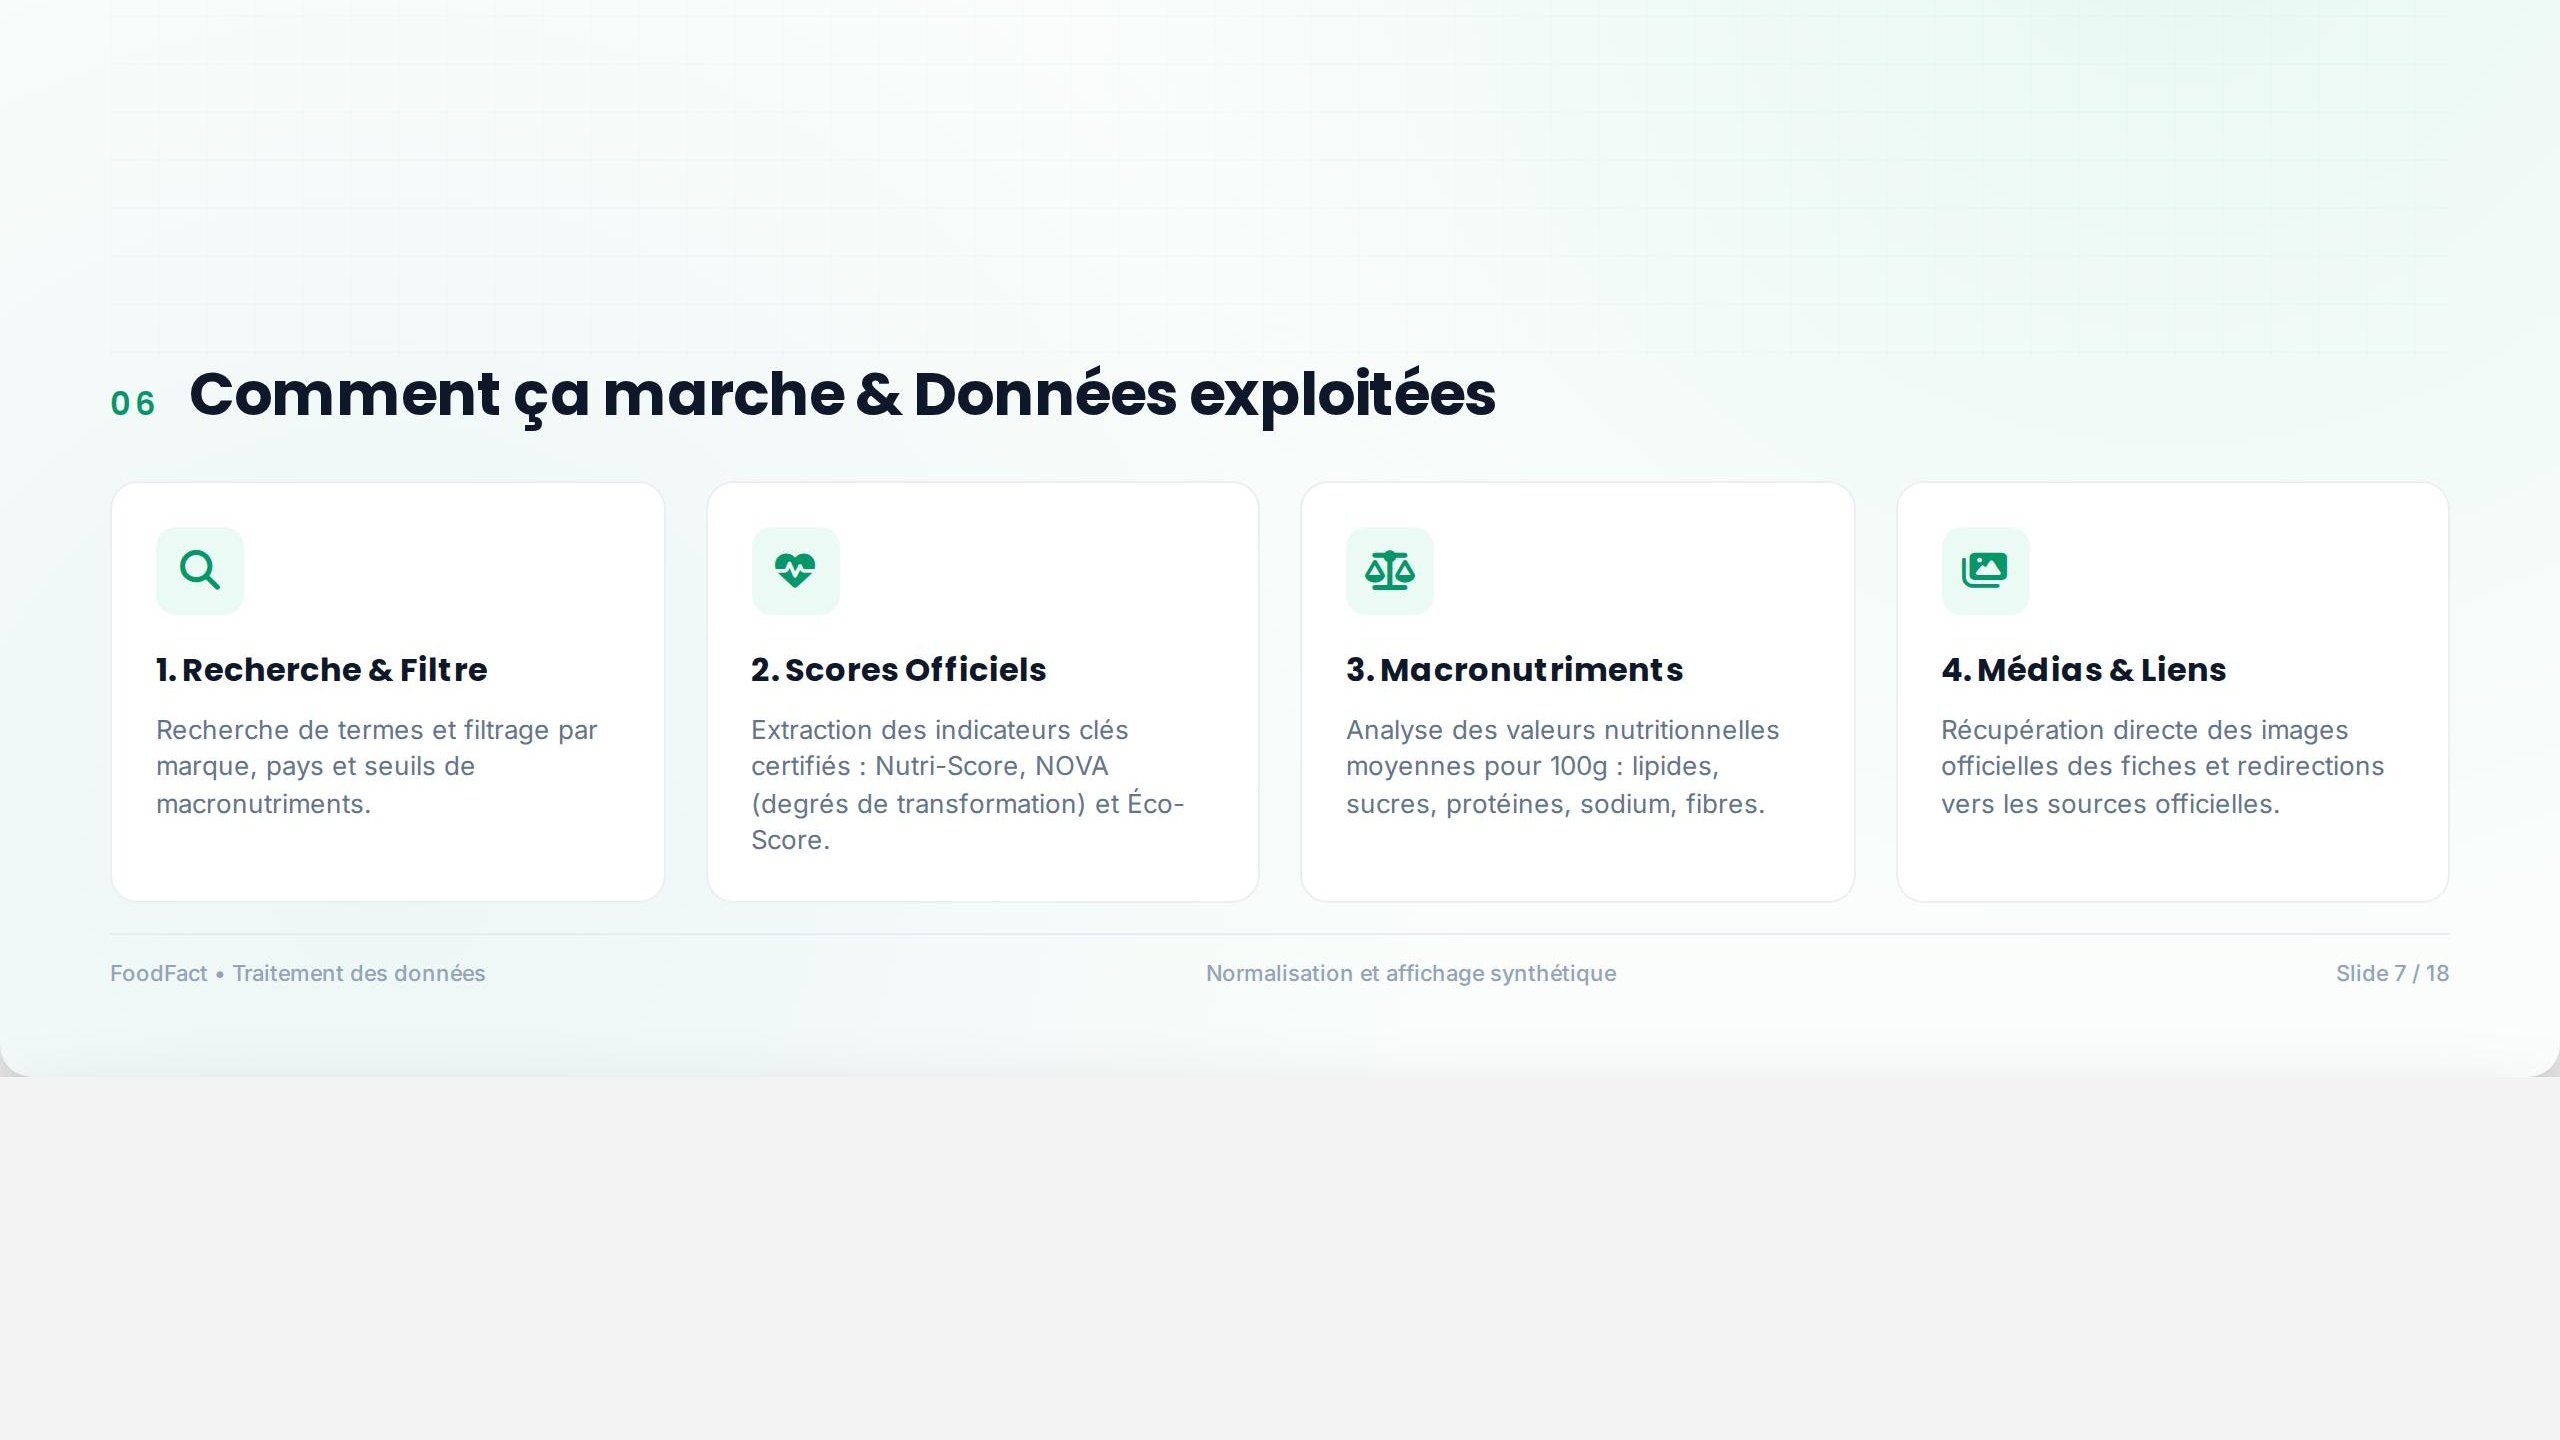 06 Comment ça marche & Données exploitées
1. Recherche & Filtre
Recherche de termes et filtrage par
marque, pays et seuils de
macronutriments.
2. Scores Officiels
Extraction des indicateurs clés
certifiés : Nutri-Score, NOVA
(degrés de transformation) et Éco-
Score.
3. Macronutriments
Analyse des valeurs nutritionnelles
moyennes pour 100g : lipides,
sucres, protéines, sodium, fibres.
4. Médias & Liens
Récupération directe des images
officielles des fiches et redirections
vers les sources officielles.
FoodFact • Traitement des données
Normalisation et affichage synthétique
Slide 7 / 18